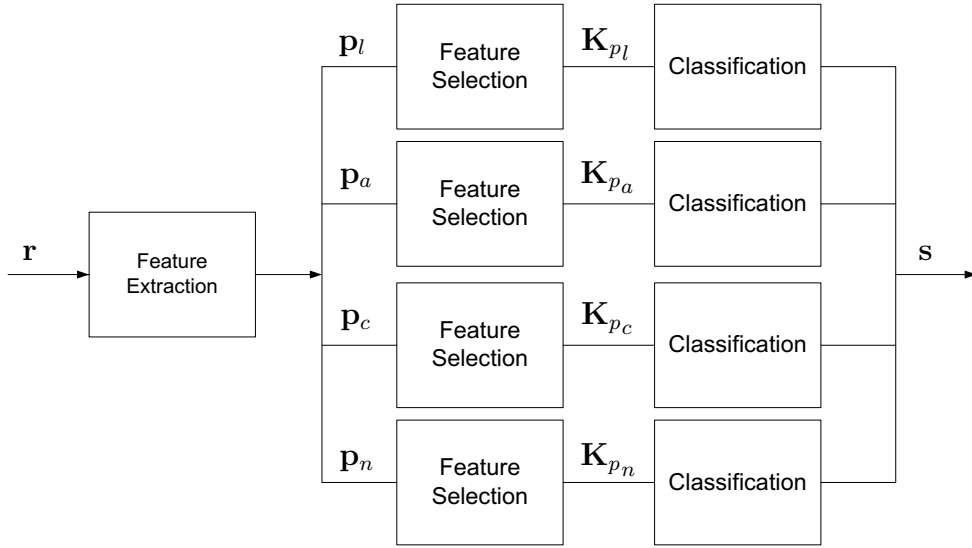 p_l
Feature
Selection
K_{p_l}
Classification
p_a
Feature
Selection
K_{p_a}
Classification
r
Feature
Extraction
s
p_c
Feature
Selection
K_{p_c}
Classification
p_n
Feature
Selection
K_{p_n}
Classification